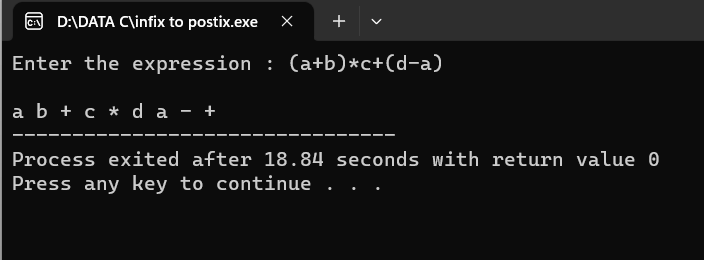 D:\DATA C\infix to postix.exe
Enter the expression : (a+b)*c+(d-a)
a b + c * d a - +
--------------------------------
Process exited after 18.84 seconds with return value 0
Press any key to continue . . .